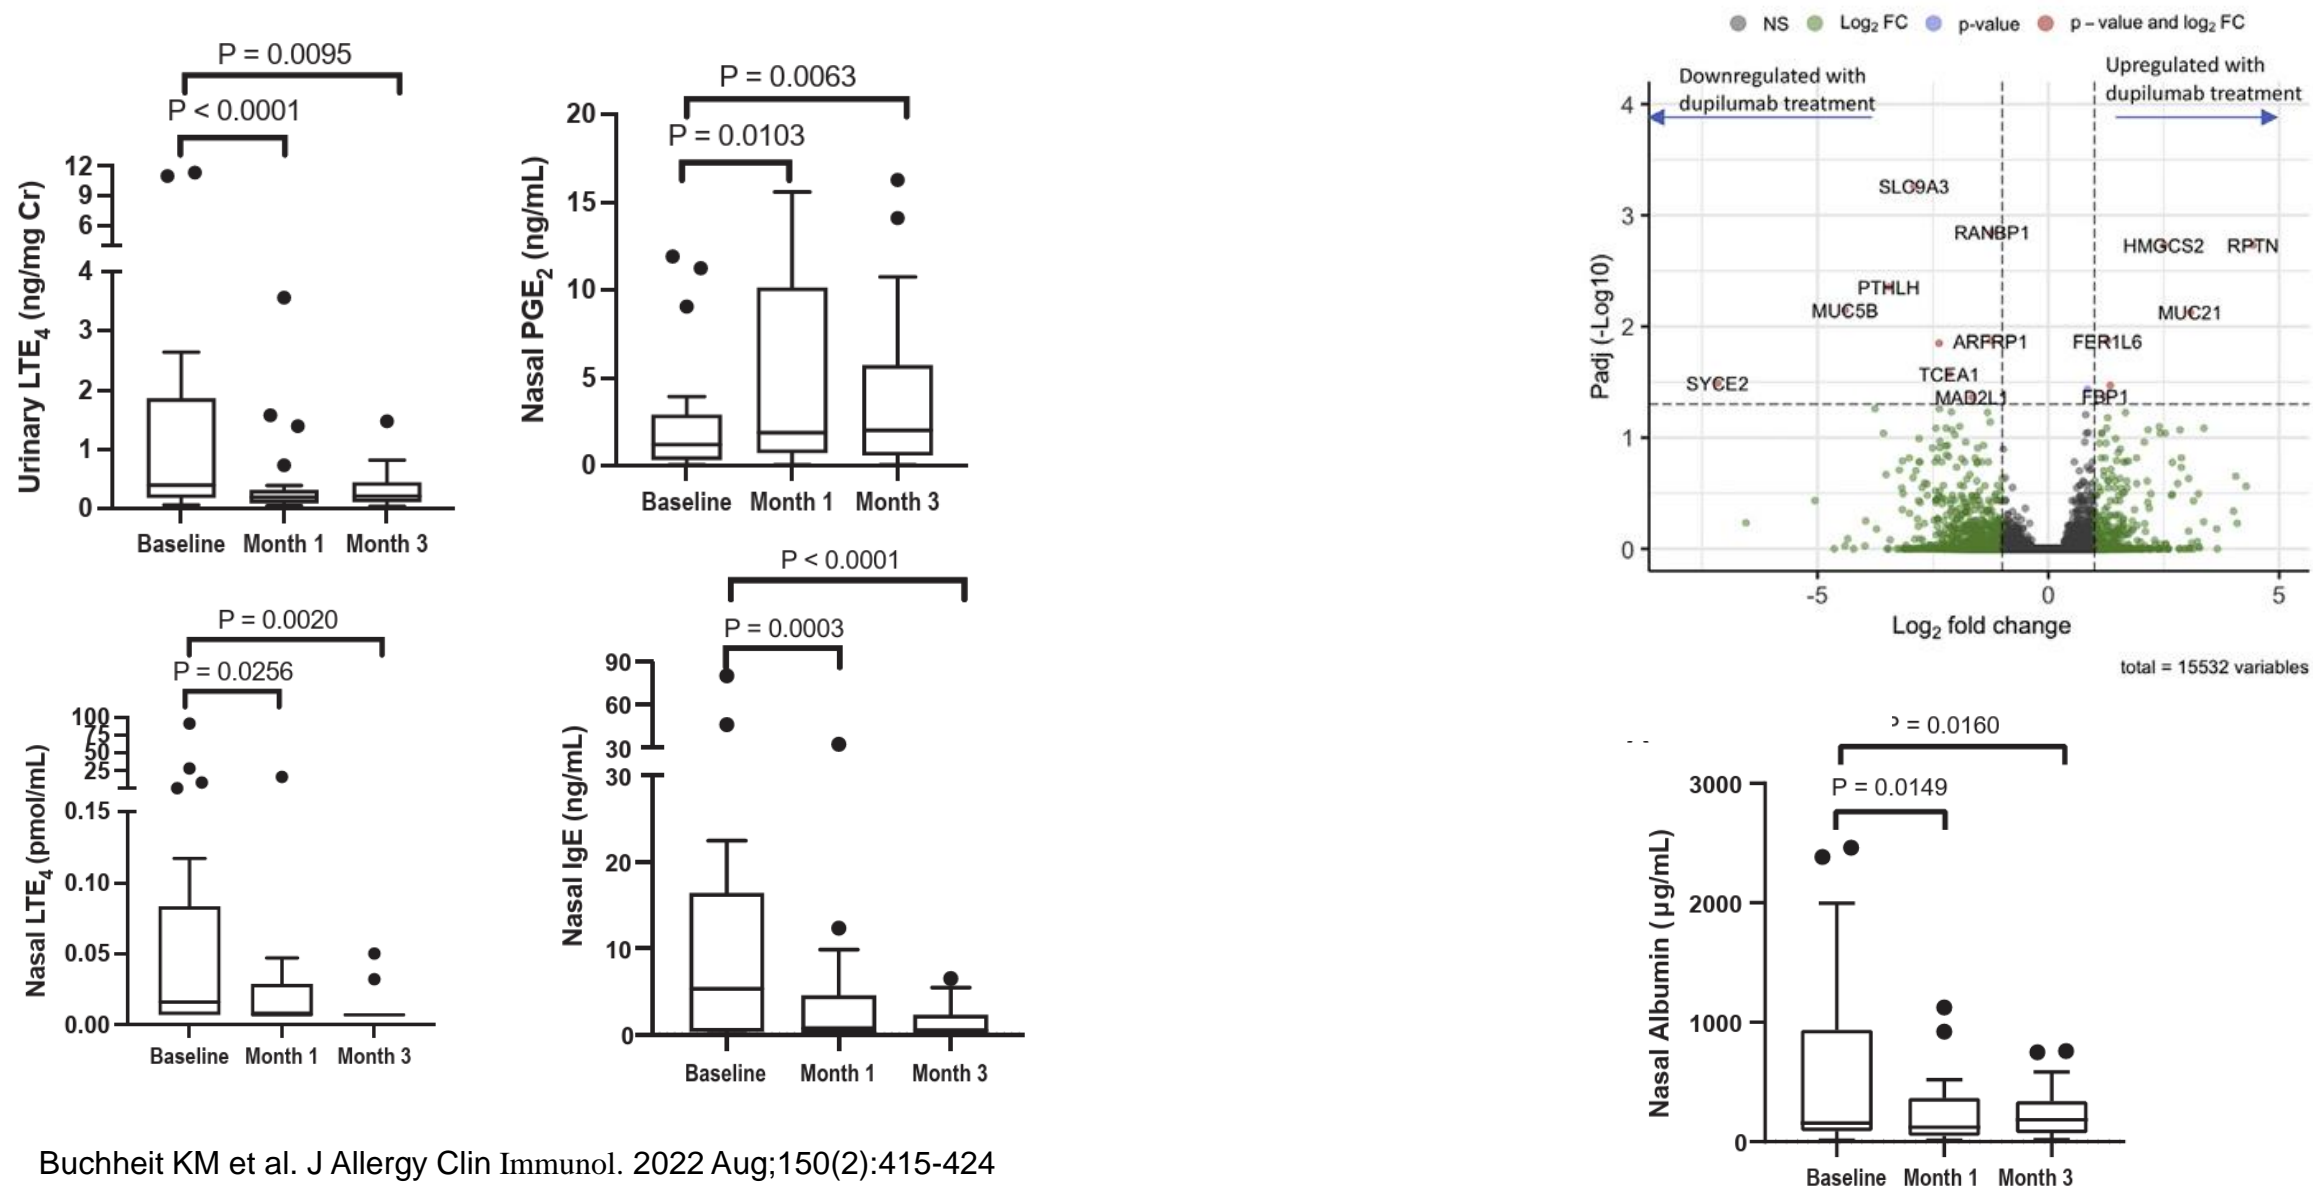 P = 0.0095
P < 0.0001
Urinary LTE4 (ng/mg Cr)
12
9
6
4
3
2
1
0
Baseline Month 1 Month 3
P = 0.0063
P = 0.0103
Nasal PGE2 (ng/mL)
20
15
10
5
0
Baseline Month 1 Month 3
NS Log2 FC p-value p – value and log2 FC
Downregulated with
dupilumab treatment
Upregulated with
dupilumab treatment
Padj (-Log10)
4
3
2
1
0
SLC9A3
RANBP1
HMGCS2 RPTN
PTHLH
MUC5B
MUC21
ARFRP1 FER1L6
TCEA1
SYCE2
MAD2L1 FBP1
-5 0 5
Log2 fold change
total = 15532 variables
P = 0.0020
P = 0.0256
Nasal LTE4 (pmol/mL)
100
75
50
25
0.15
0.10
0.05
0.00
Baseline Month 1 Month 3
P < 0.0001
P = 0.0003
Nasal IgE (ng/mL)
90
60
30
30
20
10
0
Baseline Month 1 Month 3
= 0.0160
P = 0.0149
Nasal Albumin (µg/mL)
3000
2000
1000
0
Baseline Month 1 Month 3
Buchheit KM et al. J Allergy Clin Immunol. 2022 Aug;150(2):415-424